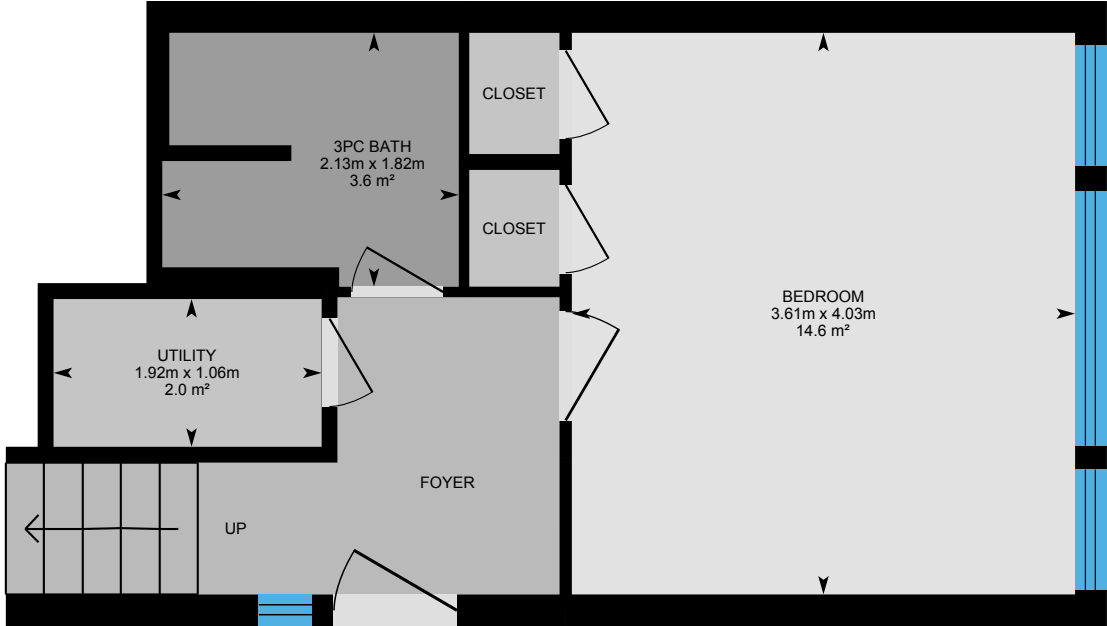 CLOSET
3PC BATH
2.13m x 1.82m
3.6 m²
CLOSET
BEDROOM
3.61m x 4.03m
14.6 m²
UTILITY
1.92m x 1.06m
2.0 m²
FOYER
UP